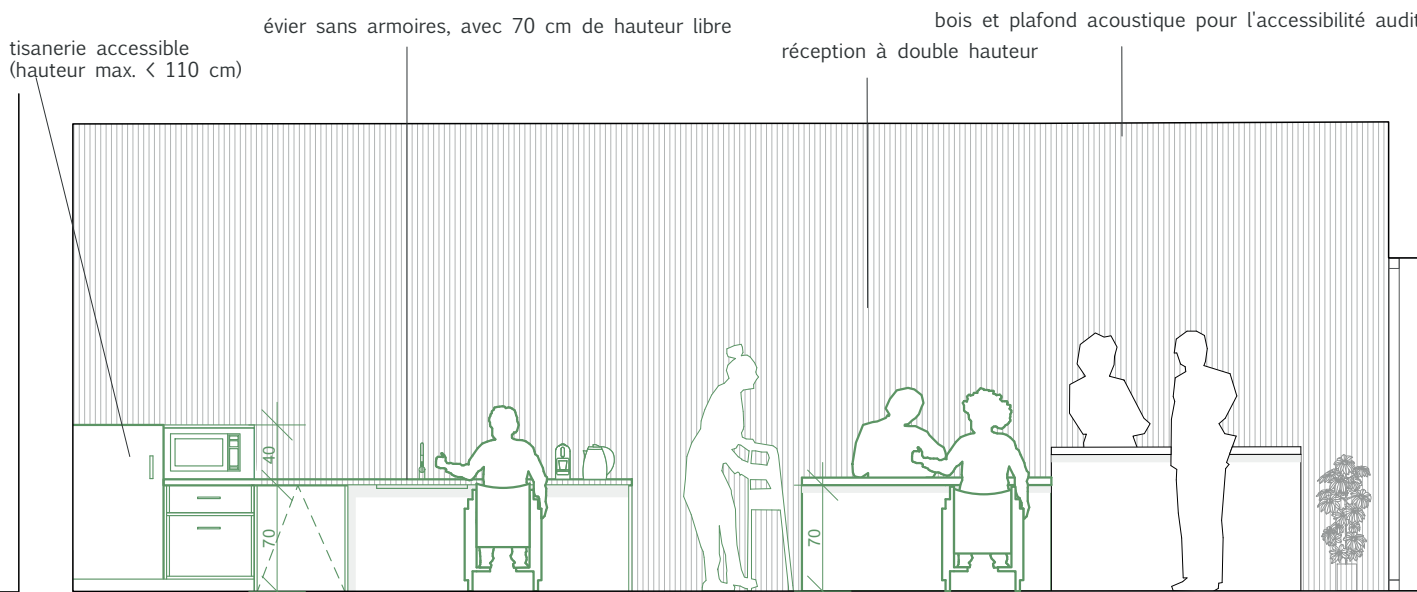 tisanerie accessible
(hauteur max. < 110 cm)
évier sans armoires, avec 70 cm de hauteur libre
réception à double hauteur
bois et plafond acoustique pour l'accessibilité audit
40
70
70